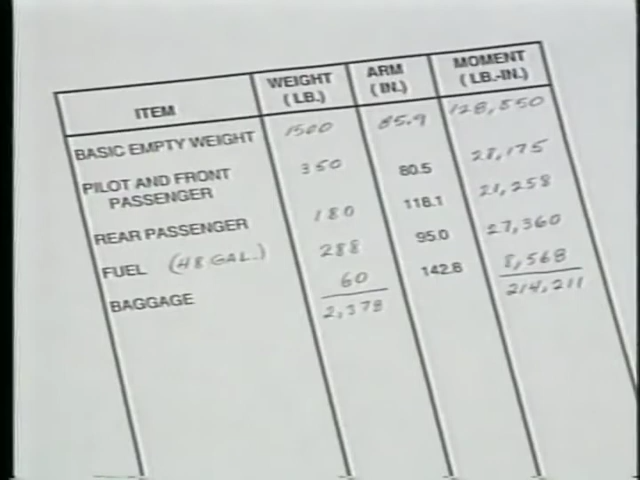 ITEM WEIGHT (LB.) ARM (IN.) MOMENT (LB.-IN.)
BASIC EMPTY WEIGHT 1500 85.9 128,850
PILOT AND FRONT PASSENGER 350 80.5 28,175
REAR PASSENGER 180 118.1 21,258
FUEL (48 GAL.) 288 95.0 27,360
BAGGAGE 60 142.8 8,568
2,378 214,211